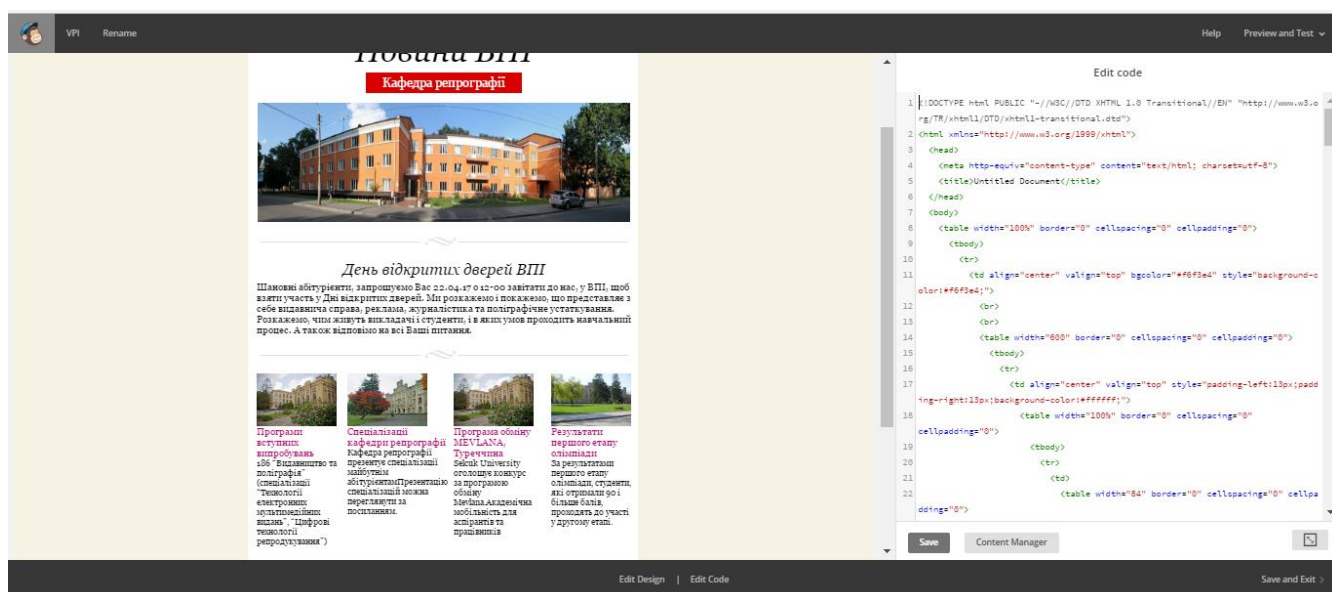 VPI Rename Help Preview and Test
Новини ВПІ
Кафедра репрографії
День відкритих дверей ВПІ
Шановні абітурієнти, запрошуємо Вас 22.04.17 о 12-00 завітати до нас, у ВПІ, щоб
взяти участь у Дні відкритих дверей. Ми розкажемо і покажемо, що представляє з
себе видавнича справа, реклама, журналістика та поліграфічне устаткування.
Розкажемо, чим живуть викладачі і студенти, і в яких умов проходить навчальний
процес. А також відповімо на всі Ваші питання.
Програми
вступних
випробувань
186 "Видавництво та
поліграфія"
(спеціалізації
"Технології
електронних
мультимедійних
видань", "Цифрові
технології
репродукування")
Спеціалізації
кафедри репрографії
Кафедра репрографії
презентує спеціалізації
майбутнім
абітурієнтамПрезентацію
спеціалізацій можна
переглянути за
посиланням.
Програма обміну
MEVLANA,
Туреччина
Selcuk University
оголошує конкурс
за програмою
обміну
Mevlana.Академічна
мобільність для
аспірантів та
працівників
Результати
першого етапу
олімпіади
За результатами
першого етапу
олімпіади, студенти,
які отримали 90 і
більше балів,
проходять до участі
у другому етапі.
Edit code
1 <!DOCTYPE html PUBLIC "-//W3C//DTD XHTML 1.0 Transitional//EN" "http://www.w3.o
rg/TR/xhtml1/DTD/xhtml1-transitional.dtd">
2 <html xmlns="http://www.w3.org/1999/xhtml">
3 <head>
4 <meta http-equiv="content-type" content="text/html; charset=utf-8">
5 <title>Untitled Document</title>
6 </head>
7 <body>
8 <table width="100%" border="0" cellspacing="0" cellpadding="0">
9 <tbody>
10 <tr>
11 <td align="center" valign="top" bgcolor="#f6f3e4" style="background-c
olor:#f6f3e4;">
12 <br>
13 <br>
14 <table width="600" border="0" cellspacing="0" cellpadding="0">
15 <tbody>
16 <tr>
17 <td align="center" valign="top" style="padding-left:13px;padd
ing-right:13px;background-color:#ffffff;">
18 <table width="100%" border="0" cellspacing="0"
cellpadding="0">
19 <tbody>
20 <tr>
21 <td>
22 <table width="84" border="0" cellspacing="0" cellpa
dding="0">
Save Content Manager
Edit Design | Edit Code Save and Exit